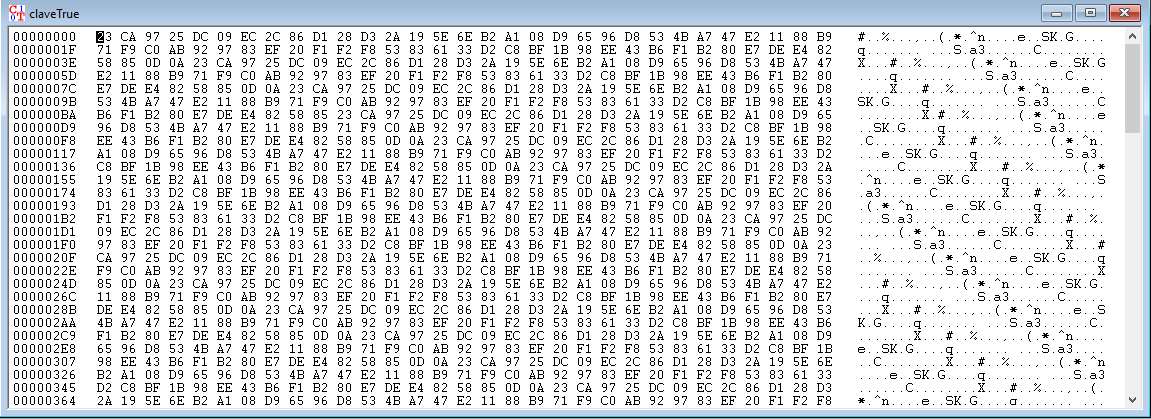 claveTrue
00000000 23 CA 97 25 DC 09 EC 2C 86 D1 28 D3 2A 19 5E 6E B2 A1 08 D9 65 96 D8 53 4B A7 47 E2 11 88 B9 #..%...,..(.*.^n....e..SK.G....
0000001F 71 F9 C0 AB 92 97 83 EF 20 F1 F2 F8 53 83 61 33 D2 C8 BF 1B 98 EE 43 B6 F1 B2 80 E7 DE E4 82 q....... ...S.a3......C........
0000003E 58 85 0D 0A 23 CA 97 25 DC 09 EC 2C 86 D1 28 D3 2A 19 5E 6E B2 A1 08 D9 65 96 D8 53 4B A7 47 X...#..%...,..(.*.^n....e..SK.G
0000005D E2 11 88 B9 71 F9 C0 AB 92 97 83 EF 20 F1 F2 F8 53 83 61 33 D2 C8 BF 1B 98 EE 43 B6 F1 B2 80 ....q....... ...S.a3......C....
0000007C E7 DE E4 82 58 85 0D 0A 23 CA 97 25 DC 09 EC 2C 86 D1 28 D3 2A 19 5E 6E B2 A1 08 D9 65 96 D8 ....X...#..%...,..(.*.^n....e..
0000009B 53 4B A7 47 E2 11 88 B9 71 F9 C0 AB 92 97 83 EF 20 F1 F2 F8 53 83 61 33 D2 C8 BF 1B 98 EE 43 SK.G....q....... ...S.a3......C
000000BA B6 F1 B2 80 E7 DE E4 82 58 85 23 CA 97 25 DC 09 EC 2C 86 D1 28 D3 2A 19 5E 6E B2 A1 08 D9 65 ........X.#..%...,..(.*.^n....e
000000D9 96 D8 53 4B A7 47 E2 11 88 B9 71 F9 C0 AB 92 97 83 EF 20 F1 F2 F8 53 83 61 33 D2 C8 BF 1B 98 ..SK.G....q....... ...S.a3.....
000000F8 EE 43 B6 F1 B2 80 E7 DE E4 82 58 85 0D 0A 23 CA 97 25 DC 09 EC 2C 86 D1 28 D3 2A 19 5E 6E B2 .C........X...#..%...,..(.*.^n.
00000117 A1 08 D9 65 96 D8 53 4B A7 47 E2 11 88 B9 71 F9 C0 AB 92 97 83 EF 20 F1 F2 F8 53 83 61 33 D2 ...e..SK.G....q....... ...S.a3.
00000136 C8 BF 1B 98 EE 43 B6 F1 B2 80 E7 DE E4 82 58 85 0D 0A 23 CA 97 25 DC 09 EC 2C 86 D1 28 D3 2A .....C........X...#..%...,..(.*
00000155 19 5E 6E B2 A1 08 D9 65 96 D8 53 4B A7 47 E2 11 88 B9 71 F9 C0 AB 92 97 83 EF 20 F1 F2 F8 53 .^n....e..SK.G....q....... ...S
00000174 83 61 33 D2 C8 BF 1B 98 EE 43 B6 F1 B2 80 E7 DE E4 82 58 85 0D 0A 23 CA 97 25 DC 09 EC 2C 86 .a3......C........X...#..%...,.
00000193 D1 28 D3 2A 19 5E 6E B2 A1 08 D9 65 96 D8 53 4B A7 47 E2 11 88 B9 71 F9 C0 AB 92 97 83 EF 20 .(.*.^n....e..SK.G....q.......
000001B2 F1 F2 F8 53 83 61 33 D2 C8 BF 1B 98 EE 43 B6 F1 B2 80 E7 DE E4 82 58 85 0D 0A 23 CA 97 25 DC ...S.a3......C........X...#..%.
000001D1 09 EC 2C 86 D1 28 D3 2A 19 5E 6E B2 A1 08 D9 65 96 D8 53 4B A7 47 E2 11 88 B9 71 F9 C0 AB 92 ..,..(.*.^n....e..SK.G....q....
000001F0 97 83 EF 20 F1 F2 F8 53 83 61 33 D2 C8 BF 1B 98 EE 43 B6 F1 B2 80 E7 DE E4 82 58 85 0D 0A 23 ... ...S.a3......C........X...#
0000020F CA 97 25 DC 09 EC 2C 86 D1 28 D3 2A 19 5E 6E B2 A1 08 D9 65 96 D8 53 4B A7 47 E2 11 88 B9 71 ..%...,..(.*.^n....e..SK.G....q
0000022E F9 C0 AB 92 97 83 EF 20 F1 F2 F8 53 83 61 33 D2 C8 BF 1B 98 EE 43 B6 F1 B2 80 E7 DE E4 82 58 ....... ...S.a3......C........X
0000024D 85 0D 0A 23 CA 97 25 DC 09 EC 2C 86 D1 28 D3 2A 19 5E 6E B2 A1 08 D9 65 96 D8 53 4B A7 47 E2 ...#..%...,..(.*.^n....e..SK.G.
0000026C 11 88 B9 71 F9 C0 AB 92 97 83 EF 20 F1 F2 F8 53 83 61 33 D2 C8 BF 1B 98 EE 43 B6 F1 B2 80 E7 ...q....... ...S.a3......C.....
0000028B DE E4 82 58 85 0D 0A 23 CA 97 25 DC 09 EC 2C 86 D1 28 D3 2A 19 5E 6E B2 A1 08 D9 65 96 D8 53 ...X...#..%...,..(.*.^n....e..S
000002AA 4B A7 47 E2 11 88 B9 71 F9 C0 AB 92 97 83 EF 20 F1 F2 F8 53 83 61 33 D2 C8 BF 1B 98 EE 43 B6 K.G....q....... ...S.a3......C.
000002C9 F1 B2 80 E7 DE E4 82 58 85 0D 0A 23 CA 97 25 DC 09 EC 2C 86 D1 28 D3 2A 19 5E 6E B2 A1 08 D9 .......X...#..%...,..(.*.^n....
000002E8 65 96 D8 53 4B A7 47 E2 11 88 B9 71 F9 C0 AB 92 97 83 EF 20 F1 F2 F8 53 83 61 33 D2 C8 BF 1B e..SK.G....q....... ...S.a3....
00000307 98 EE 43 B6 F1 B2 80 E7 DE E4 82 58 85 0D 0A 23 CA 97 25 DC 09 EC 2C 86 D1 28 D3 2A 19 5E 6E ..C........X...#..%...,..(.*.^n
00000326 B2 A1 08 D9 65 96 D8 53 4B A7 47 E2 11 88 B9 71 F9 C0 AB 92 97 83 EF 20 F1 F2 F8 53 83 61 33 ....e..SK.G....q....... ...S.a3
00000345 D2 C8 BF 1B 98 EE 43 B6 F1 B2 80 E7 DE E4 82 58 85 0D 0A 23 CA 97 25 DC 09 EC 2C 86 D1 28 D3 ......C........X...#..%...,..(.
00000364 2A 19 5E 6E B2 A1 08 D9 65 96 D8 53 4B A7 47 E2 11 88 B9 71 F9 C0 AB 92 97 83 EF 20 F1 F2 F8 *.^n....e..SK.G....q....... ...